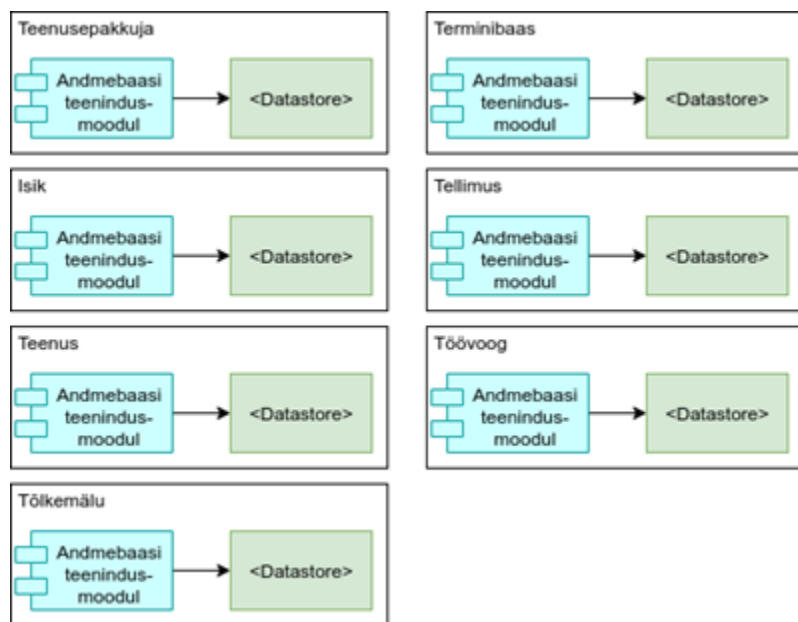 Teenusepakkuja
Andmebaasi
teenindus-
moodul
<Datastore>
Terminibaas
Andmebaasi
teenindus-
moodul
<Datastore>
Isik
Andmebaasi
teenindus-
moodul
<Datastore>
Tellimus
Andmebaasi
teenindus-
moodul
<Datastore>
Teenus
Andmebaasi
teenindus-
moodul
<Datastore>
Töövoog
Andmebaasi
teenindus-
moodul
<Datastore>
Tõlkemälu
Andmebaasi
teenindus-
moodul
<Datastore>